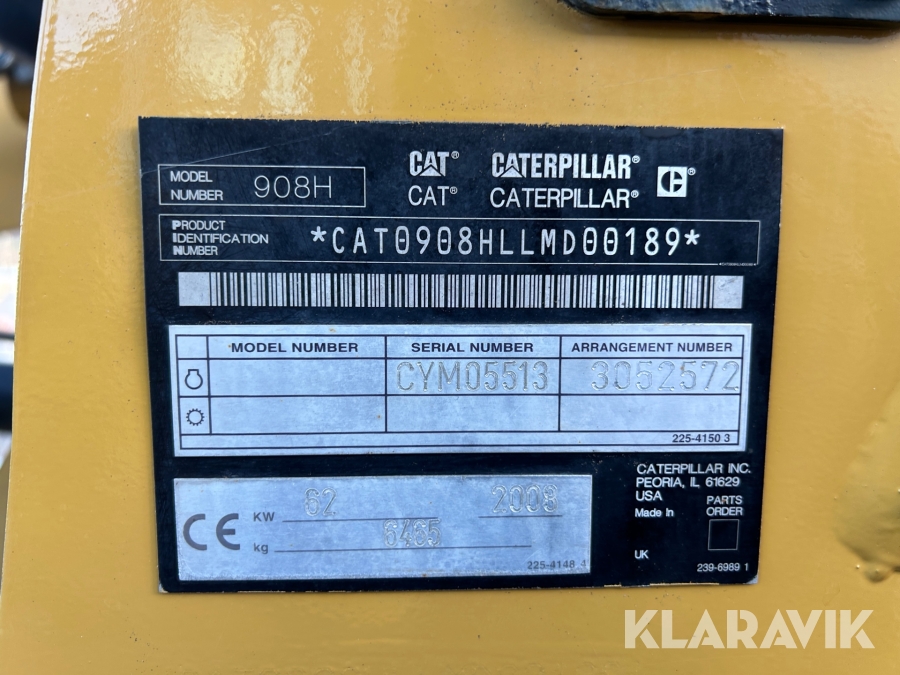 MODEL NUMBER 908H
CAT® CATERPILLAR®
CAT® CATERPILLAR®
PRODUCT IDENTIFICATION NUMBER *CAT0908HLLMD00189*
MODEL NUMBER SERIAL NUMBER ARRANGEMENT NUMBER
CYM05513 3052572
225-4150 3
CE KW 62 2008
kg 6465
225-4148 4
CATERPILLAR INC.
PEORIA, IL 61629
USA
Made In
UK
PARTS ORDER
239-6989 1
KLARAVIK